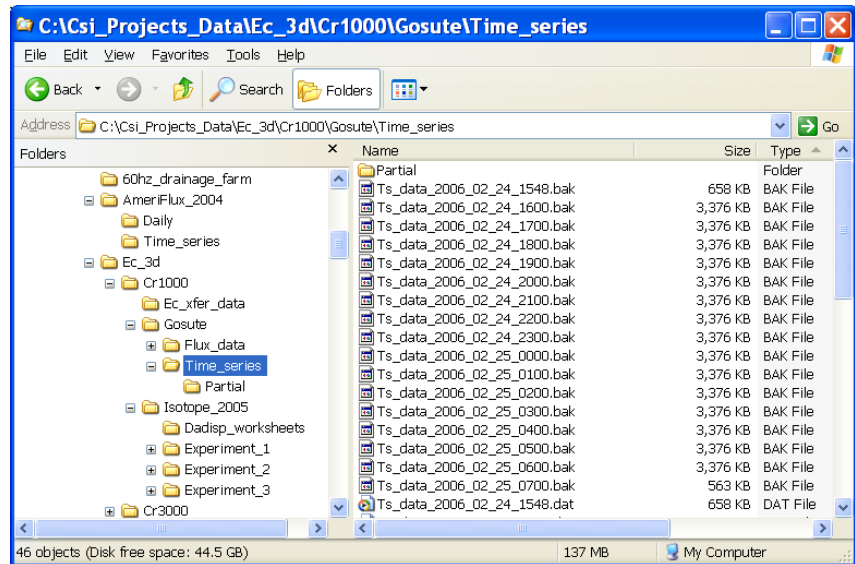 C:\Csi_Projects_Data\Ec_3d\Cr1000\Gosute\Time_series
File Edit View Favorites Tools Help
Back Search Folders
Address C:\Csi_Projects_Data\Ec_3d\Cr1000\Gosute\Time_series Go
Folders x
60hz_drainage_farm
AmeriFlux_2004
Daily
Time_series
Ec_3d
Cr1000
Ec_xfer_data
Gosute
Flux_data
Time_series
Partial
Isotope_2005
Dadisp_worksheets
Experiment_1
Experiment_2
Experiment_3
Cr3000
Name Size Type
Partial Folder
Ts_data_2006_02_24_1548.bak 658 KB BAK File
Ts_data_2006_02_24_1600.bak 3,376 KB BAK File
Ts_data_2006_02_24_1700.bak 3,376 KB BAK File
Ts_data_2006_02_24_1800.bak 3,376 KB BAK File
Ts_data_2006_02_24_1900.bak 3,376 KB BAK File
Ts_data_2006_02_24_2000.bak 3,376 KB BAK File
Ts_data_2006_02_24_2100.bak 3,376 KB BAK File
Ts_data_2006_02_24_2200.bak 3,376 KB BAK File
Ts_data_2006_02_24_2300.bak 3,376 KB BAK File
Ts_data_2006_02_25_0000.bak 3,376 KB BAK File
Ts_data_2006_02_25_0100.bak 3,376 KB BAK File
Ts_data_2006_02_25_0200.bak 3,376 KB BAK File
Ts_data_2006_02_25_0300.bak 3,376 KB BAK File
Ts_data_2006_02_25_0400.bak 3,376 KB BAK File
Ts_data_2006_02_25_0500.bak 3,376 KB BAK File
Ts_data_2006_02_25_0600.bak 3,376 KB BAK File
Ts_data_2006_02_25_0700.bak 563 KB BAK File
Ts_data_2006_02_24_1548.dat 658 KB DAT File
46 objects (Disk free space: 44.5 GB) 137 MB My Computer